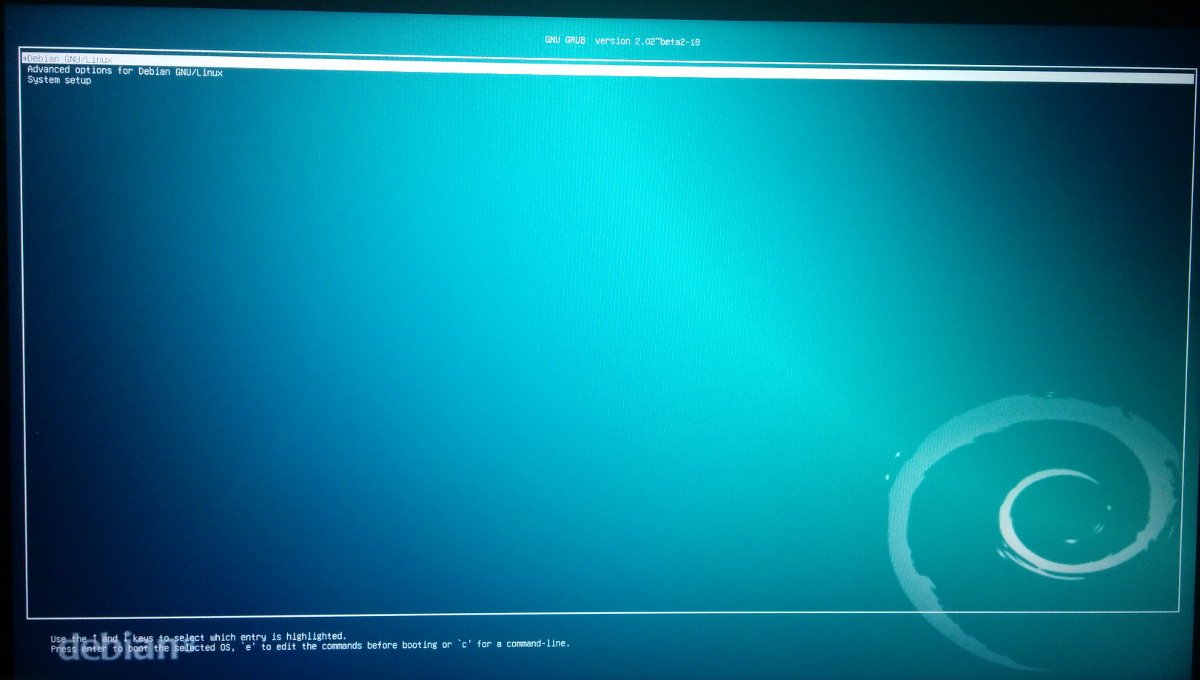 GNU GRUB  version 2.02~beta2-18
*Debian GNU/Linux
Advanced options for Debian GNU/Linux
System setup
Use the ↑ and ↓ keys to select which entry is highlighted.
Press enter to boot the selected OS, `e' to edit the commands before booting or `c' for a command-line.
debian